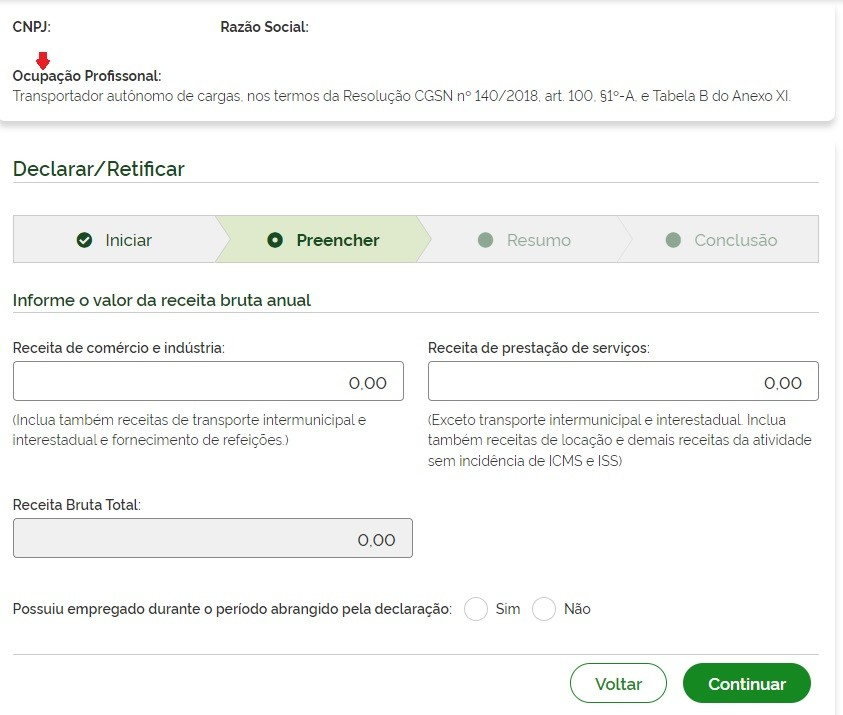 CNPJ: Razão Social:
Ocupação Profissonal:
Transportador autônomo de cargas, nos termos da Resolução CGSN nº 140/2018, art. 100, §1º-A, e Tabela B do Anexo XI.
Declarar/Retificar
Iniciar Preencher Resumo Conclusão
Informe o valor da receita bruta anual
Receita de comércio e indústria:
0,00
(Inclua também receitas de transporte intermunicipal e
interestadual e fornecimento de refeições.)
Receita de prestação de serviços:
0,00
(Exceto transporte intermunicipal e interestadual. Inclua
também receitas de locação e demais receitas da atividade
sem incidência de ICMS e ISS)
Receita Bruta Total:
0,00
Possuiu empregado durante o período abrangido pela declaração: Sim Não
Voltar Continuar